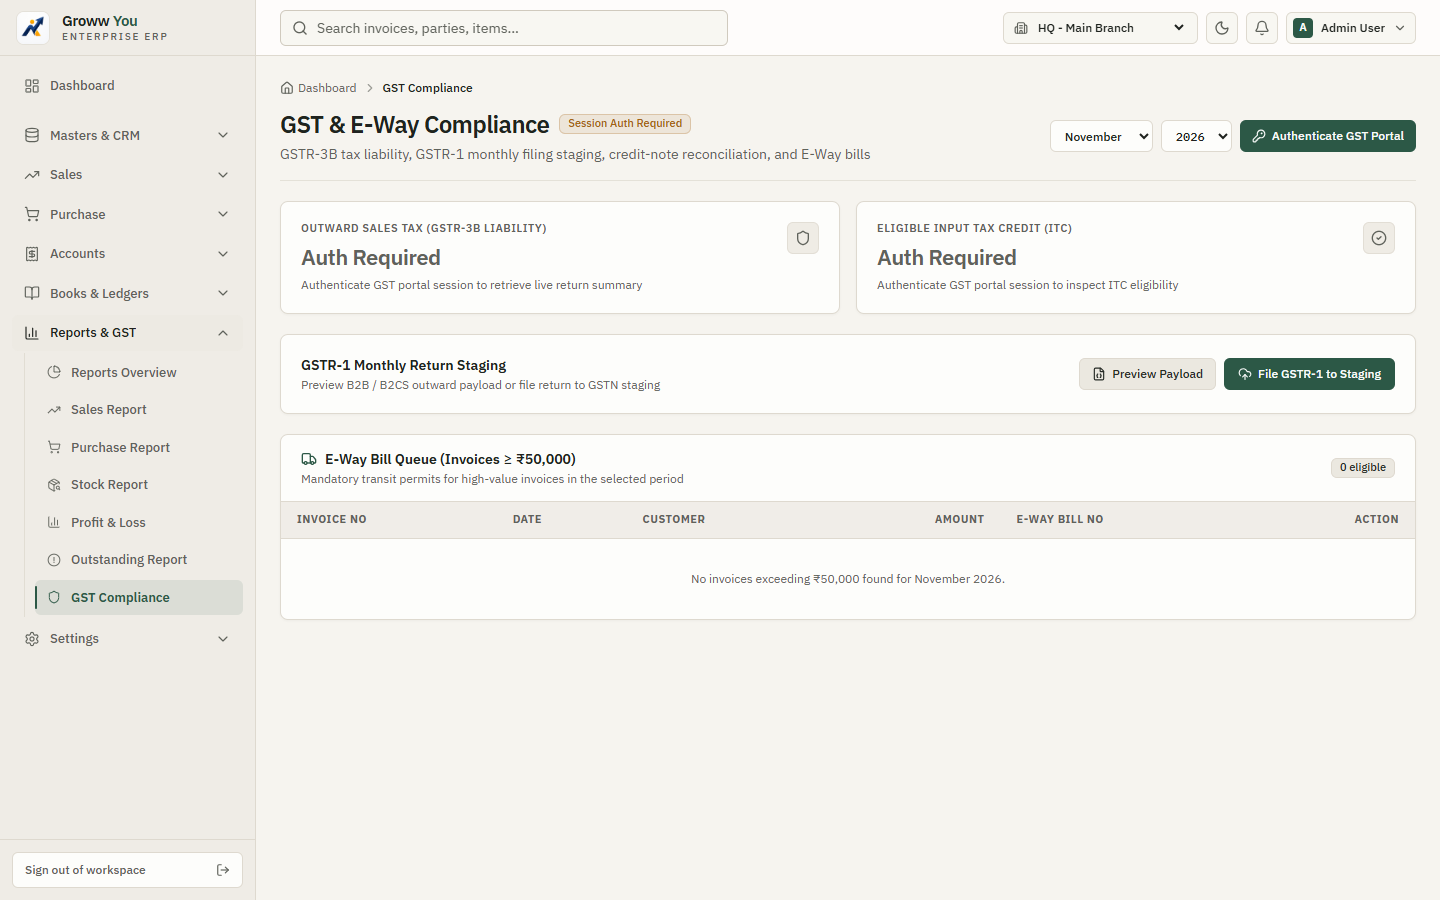 Groww You
ENTERPRISE ERP
Search invoices, parties, items...
HQ - Main Branch
A
Admin User
Dashboard
Masters & CRM
Sales
Purchase
Accounts
Books & Ledgers
Reports & GST
Reports Overview
Sales Report
Purchase Report
Stock Report
Profit & Loss
Outstanding Report
GST Compliance
Settings
Sign out of workspace
Dashboard
GST Compliance
GST & E-Way Compliance
Session Auth Required
GSTR-3B tax liability, GSTR-1 monthly filing staging, credit-note reconciliation, and E-Way bills
November
2026
Authenticate GST Portal
OUTWARD SALES TAX (GSTR-3B LIABILITY)
Auth Required
Authenticate GST portal session to retrieve live return summary
ELIGIBLE INPUT TAX CREDIT (ITC)
Auth Required
Authenticate GST portal session to inspect ITC eligibility
GSTR-1 Monthly Return Staging
Preview B2B / B2CS outward payload or file return to GSTN staging
Preview Payload
File GSTR-1 to Staging
E-Way Bill Queue (Invoices ≥ ₹50,000)
Mandatory transit permits for high-value invoices in the selected period
0 eligible
INVOICE NO DATE CUSTOMER AMOUNT E-WAY BILL NO ACTION
No invoices exceeding ₹50,000 found for November 2026.